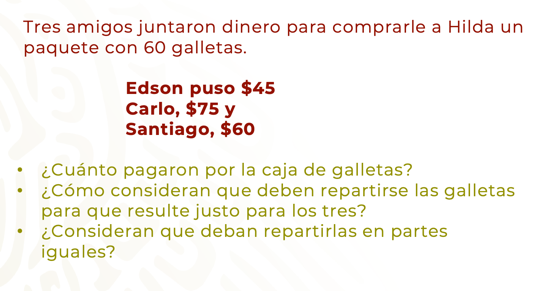 Tres amigos juntaron dinero para comprarle a Hilda un
paquete con 60 galletas.
Edson puso $45
Carlo, $75 y
Santiago, $60
• ¿Cuánto pagaron por la caja de galletas?
• ¿Cómo consideran que deben repartirse las galletas
para que resulte justo para los tres?
• ¿Consideran que deban repartirlas en partes
iguales?